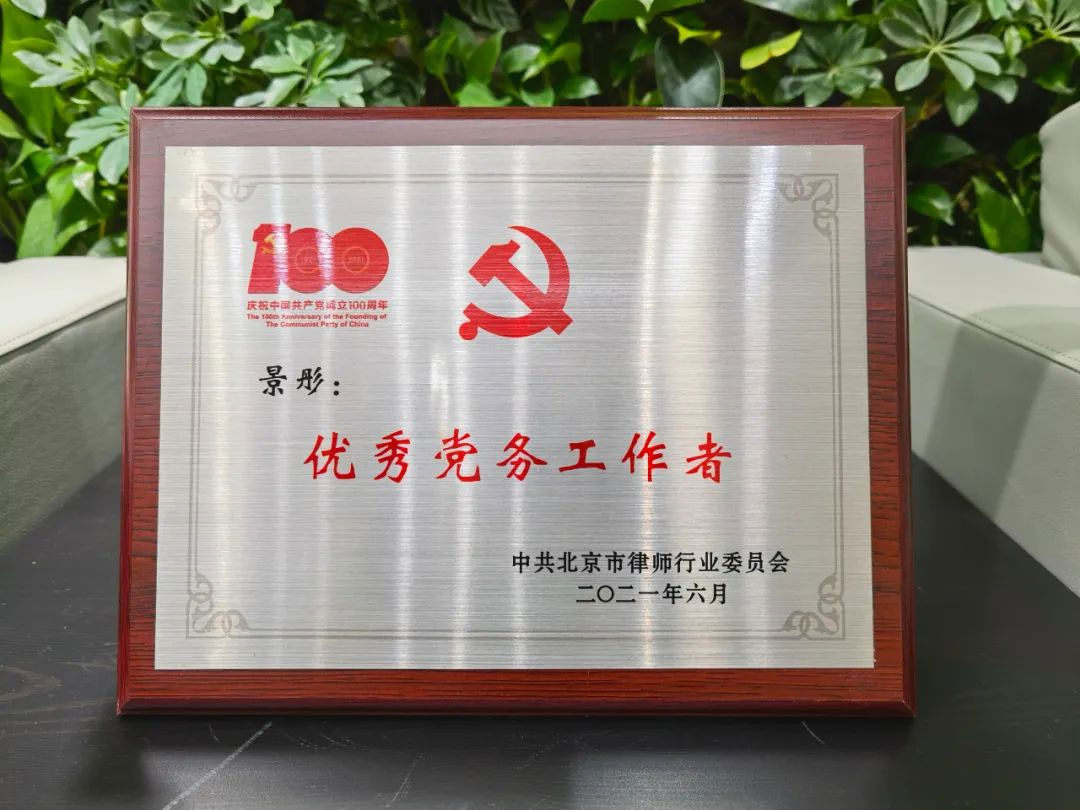 100
庆祝中国共产党成立100周年
The 100th Anniversary of the Founding of
The Communist Party of China
景彤：
优秀党务工作者
中共北京市律师行业委员会
二〇二一年六月